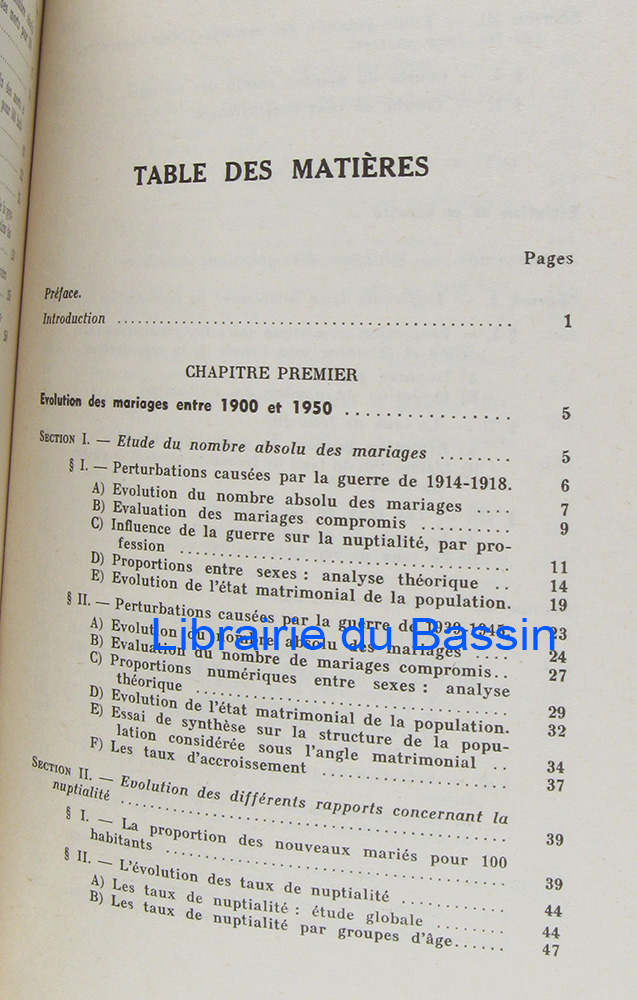 TABLE DES MATIÈRES
Pages
Préface.
Introduction ................................................ 1
CHAPITRE PREMIER
Evolution des mariages entre 1900 et 1950 ................ 5
SECTION I. — Etude du nombre absolu des mariages ........ 5
§ I. — Perturbations causées par la guerre de 1914-1918. 6
A) Evolution du nombre absolu des mariages .... 7
B) Evaluation des mariages compromis .......... 9
C) Influence de la guerre sur la nuptialité, par pro-
fession .................................... 11
D) Proportions entre sexes : analyse théorique .. 14
E) Evolution de l'état matrimonial de la population. 19
§ II. — Perturbations causées par la guerre de 1939-1945. 23
Librairie du Bassin
A) Evolution du nombre absolu des mariages .... 24
B) Evaluation du nombre de mariages compromis.. 27
C) Proportions numériques entre sexes : analyse
théorique .................................. 29
D) Evolution de l'état matrimonial de la population. 32
E) Essai de synthèse sur la structure de la popu-
lation considérée sous l'angle matrimonial .. 34
F) Les taux d'accroissement .................... 37
SECTION II. — Evolution des différents rapports concernant la
nuptialité .......................................... 39
§ I. — La proportion des nouveaux mariés pour 100
habitants ........................................ 39
§ II. — L'évolution des taux de nuptialité ............ 44
A) Les taux de nuptialité : étude globale ........ 44
B) Les taux de nuptialité par groupes d'âge...... 47